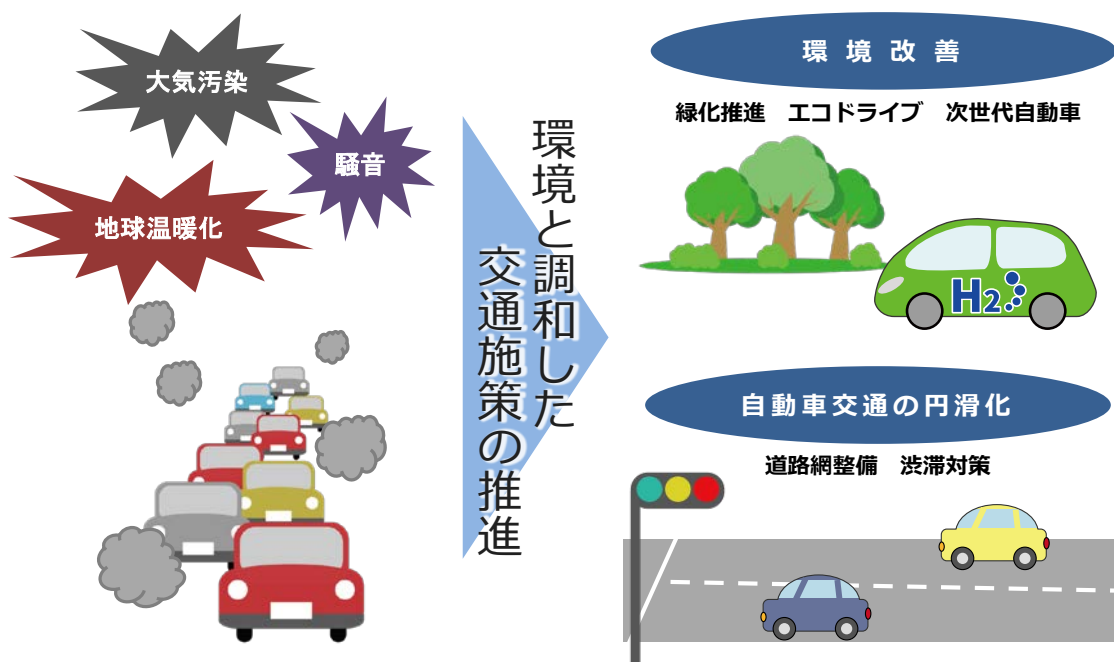 大気汚染
騒音
地球温暖化
環境と調和した
交通施策の推進
環境改善
緑化推進　エコドライブ　次世代自動車
H2
自動車交通の円滑化
道路網整備　渋滞対策